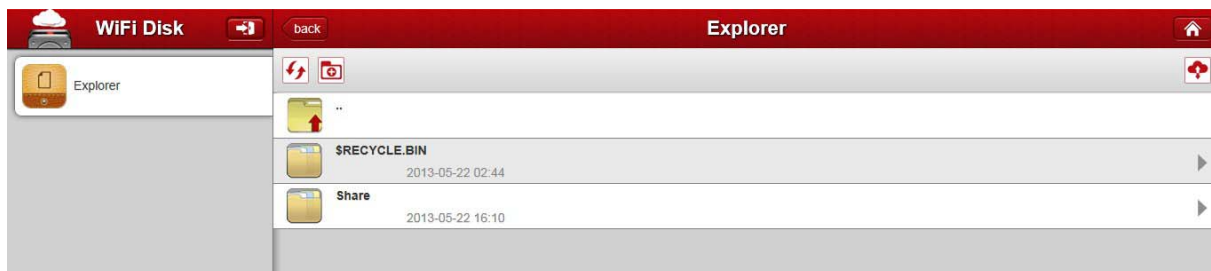 WiFi Disk
back
Explorer
Explorer
..
$RECYCLE.BIN
2013-05-22 02:44
Share
2013-05-22 16:10